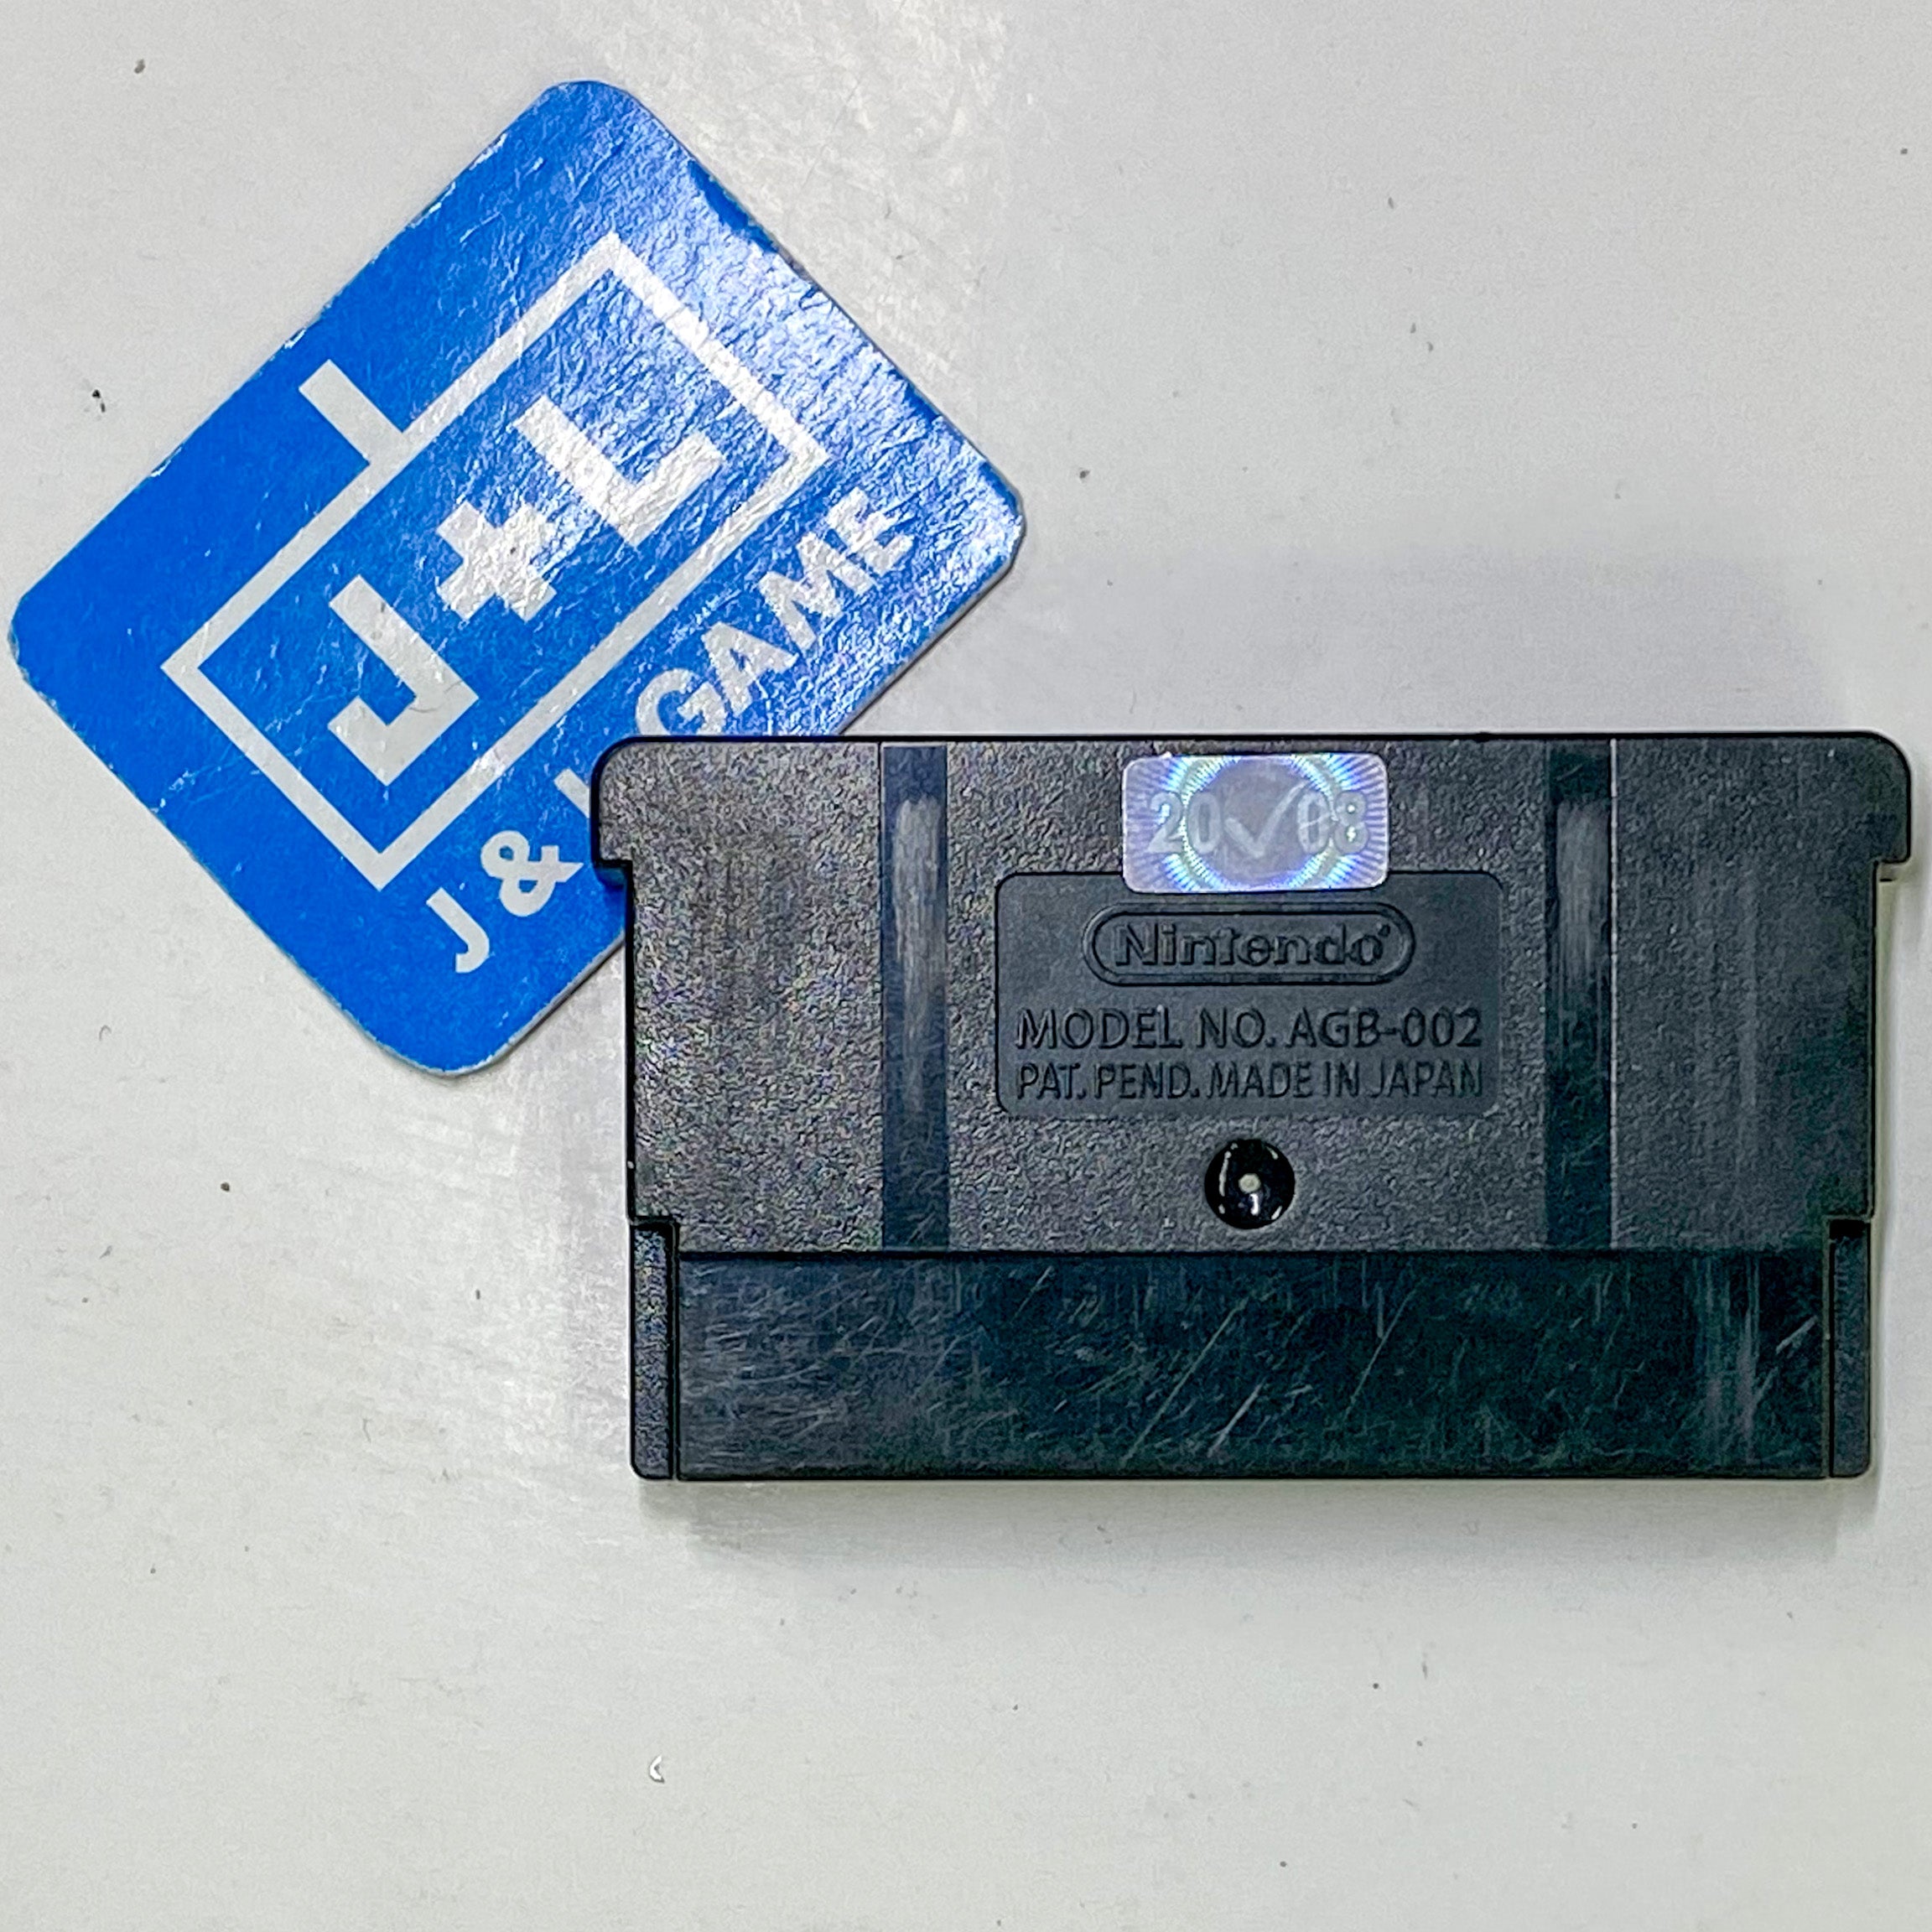 J+L
J & L GAME
20✓08
Nintendo®
MODEL NO. AGB-002
PAT. PEND. MADE IN JAPAN